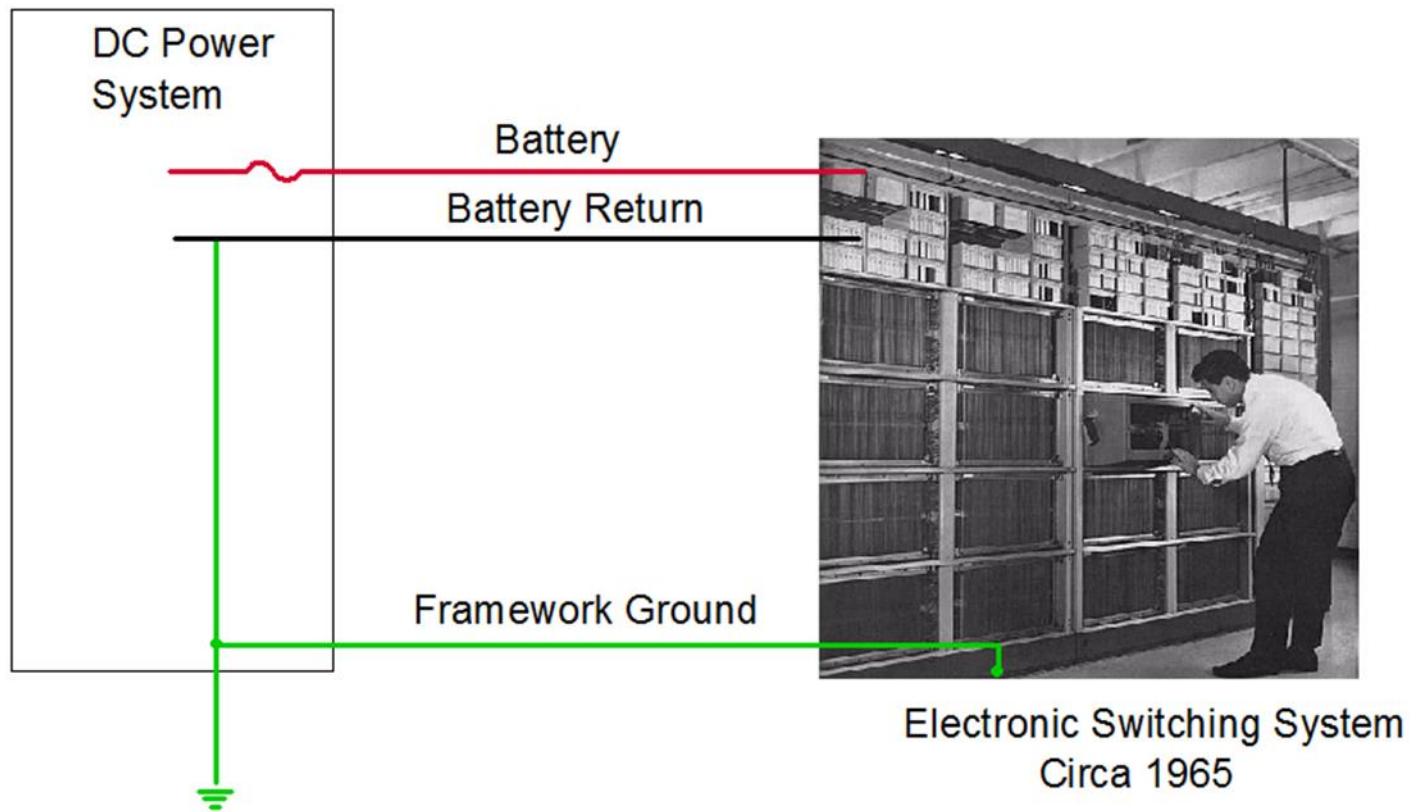 DC Power
System
Battery
Battery Return
Framework Ground
Electronic Switching System
Circa 1965